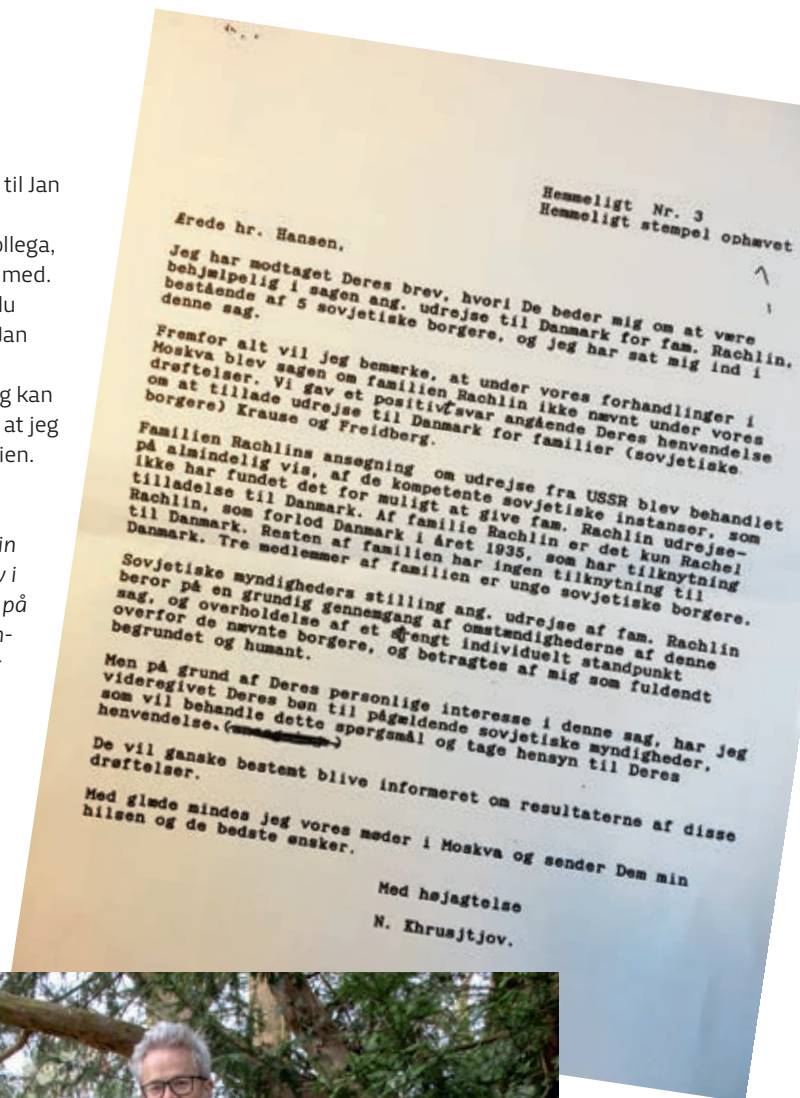 til Jan
ollega,
med.
du
Jan
g kan
at jeg
ien.
in
v i
på
n-
Hemmeligt Nr. 3
Hemmeligt stempel ophævet
Ærede hr. Hansen,
Jeg har modtaget Deres brev, hvori De beder mig om at være
behjælpelig i sagen ang. udrejse til Danmark for fam. Rachlin,
bestående af 5 sovjetiske borgere, og jeg har sat mig ind i
denne sag.
Fremfor alt vil jeg bemærke, at under vores forhandlinger i
Moskva blev sagen om familien Rachlin ikke nævnt under vores
drøftelser. Vi gav et positivt svar angående Deres henvendelse
om at tillade udrejse til Danmark for familier (sovjetiske
borgere) Krause og Freidberg.
Familien Rachlins ansøgning om udrejse fra USSR blev behandlet
på almindelig vis, af de kompetente sovjetiske instanser, som
ikke har fundet det for muligt at give fam. Rachlin udrejse-
tilladelse til Danmark. Af familie Rachlin er det kun Rachel
Rachlin, som forlod Danmark i året 1935, som har tilknytning
til Danmark. Resten af familien har ingen tilknytning til
Danmark. Tre medlemmer af familien er unge sovjetiske borgere.
Sovjetiske myndigheders stilling ang. udrejse af fam. Rachlin
beror på en grundig gennemgang af omstændighederne af denne
sag, og overholdelse af et strengt individuelt standpunkt
overfor de nævnte borgere, og betragtes af mig som fuldendt
begrundet og humant.
Men på grund af Deres personlige interesse i denne sag, har jeg
videregivet Deres bøn til pågældende sovjetiske myndigheder,
som vil behandle dette spørgsmål og tage hensyn til Deres
henvendelse.
De vil ganske bestemt blive informeret om resultaterne af disse
drøftelser.
Med glæde mindes jeg vores møder i Moskva og sender Dem min
hilsen og de bedste ønsker.
Med højagtelse
N. Khrusjtjov.